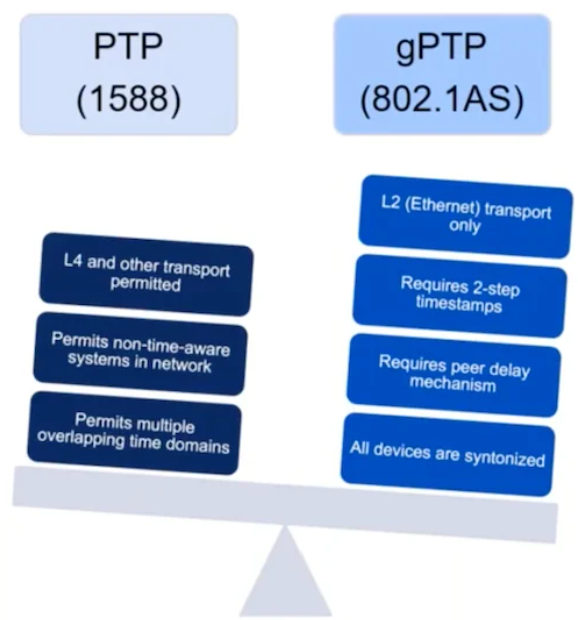 PTP
(1588)
gPTP
(802.1AS)
L4 and other transport
permitted
Permits non-time-aware
systems in network
Permits multiple
overlapping time domains
L2 (Ethernet) transport
only
Requires 2-step
timestamps
Requires peer delay
mechanism
All devices are syntonized